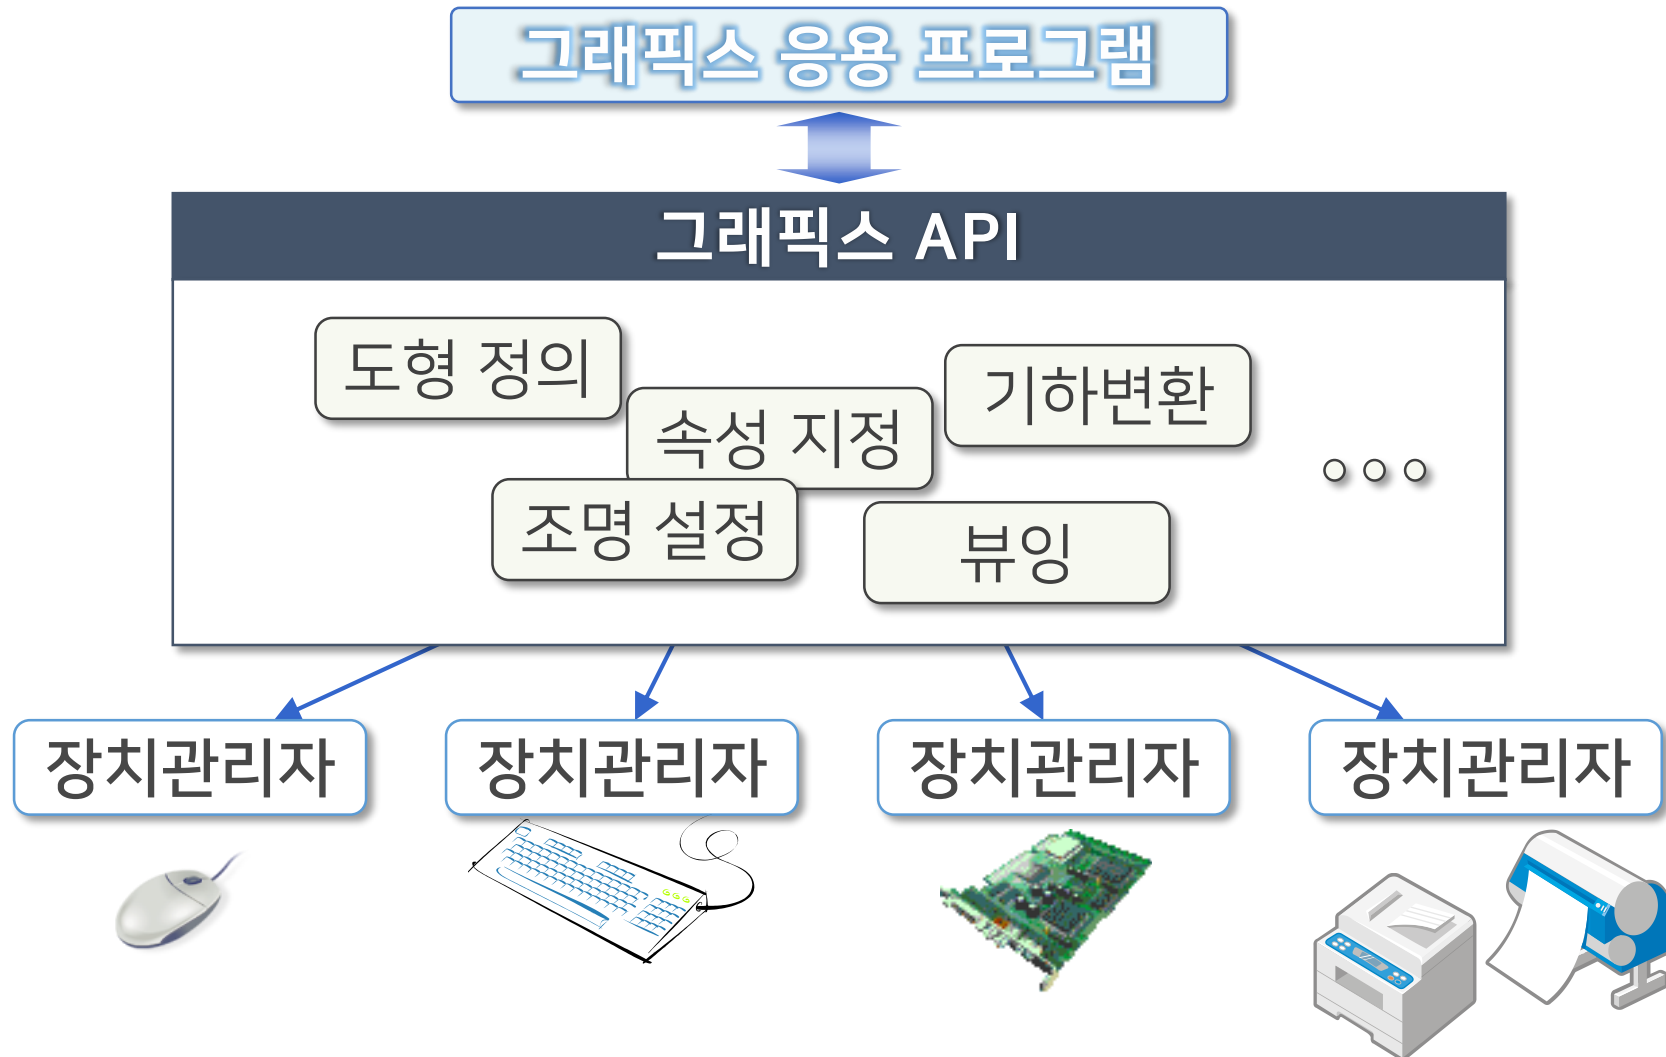 그래픽스 응용 프로그램
그래픽스 API
도형 정의
기하변환
속성 지정
조명 설정
뷰잉
장치관리자
장치관리자
장치관리자
장치관리자